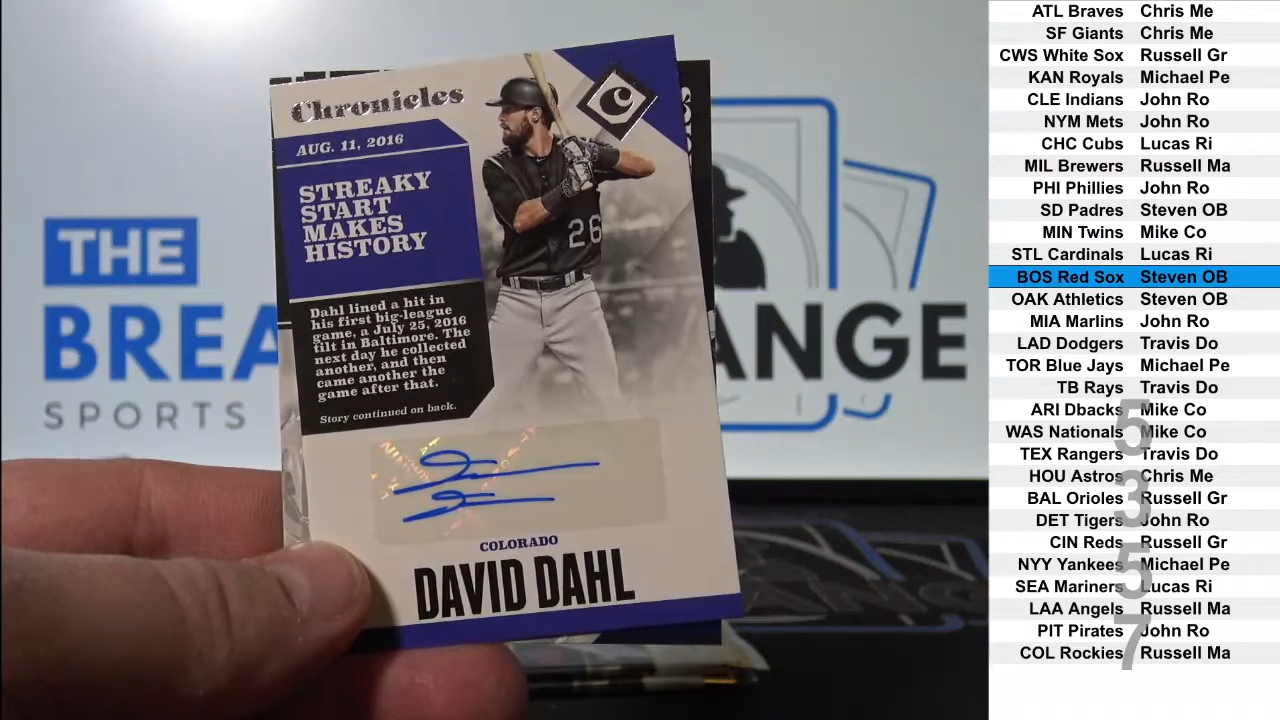 Chronicles
AUG. 11, 2016
STREAKY
START
MAKES
HISTORY
Dahl lined a hit in
his first big-league
game, a July 25, 2016
tilt in Baltimore. The
next day he collected
another, and then
came another the
game after that.
Story continued on back.
COLORADO
DAVID DAHL
26
C
THE
BREA
ANGE
SPORTS
ATL Braves Chris Me
SF Giants Chris Me
CWS White Sox Russell Gr
KAN Royals Michael Pe
CLE Indians John Ro
NYM Mets John Ro
CHC Cubs Lucas Ri
MIL Brewers Russell Ma
PHI Phillies John Ro
SD Padres Steven OB
MIN Twins Mike Co
STL Cardinals Lucas Ri
BOS Red Sox Steven OB
OAK Athletics Steven OB
MIA Marlins John Ro
LAD Dodgers Travis Do
TOR Blue Jays Michael Pe
TB Rays Travis Do
ARI Dbacks Mike Co
WAS Nationals Mike Co
TEX Rangers Travis Do
HOU Astros Chris Me
BAL Orioles Russell Gr
DET Tigers John Ro
CIN Reds Russell Gr
NYY Yankees Michael Pe
SEA Mariners Lucas Ri
LAA Angels Russell Ma
PIT Pirates John Ro
COL Rockies Russell Ma
5
3
5
7